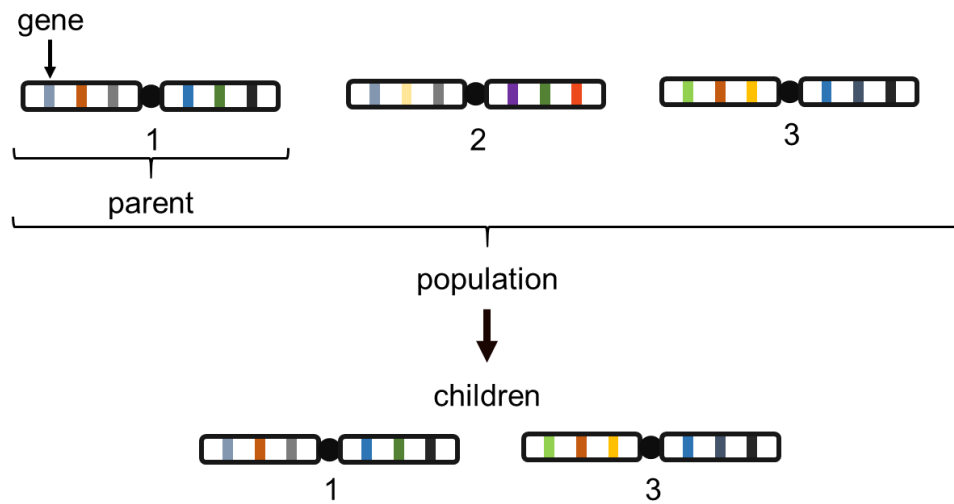 gene
1
2
3
parent
population
children
1
3